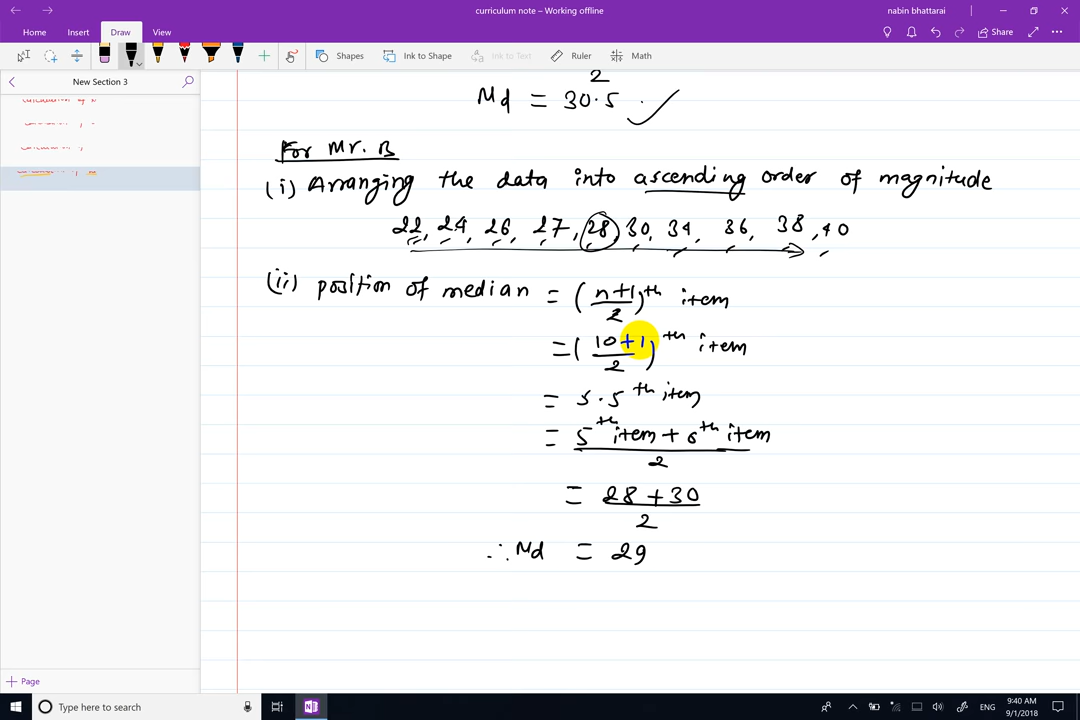 curriculum note – Working offline
nabin bhattarai
Home Insert Draw View
Share
Shapes Ink to Shape Ink to Text Ruler Math
New Section 3
2
Md = 30.5
For Mr. B
(i) Arranging the data into ascending order of magnitude
22, 24, 26, 27, 28, 30, 34, 36, 38, 40
(ii) position of median = (n+1/2)th item
= (10+1/2)th item
= 5.5th item
= 5th item + 6th item / 2
= 28 + 30 / 2
∴ Md = 29
+ Page
Type here to search
ENG
9:40 AM
9/1/2018